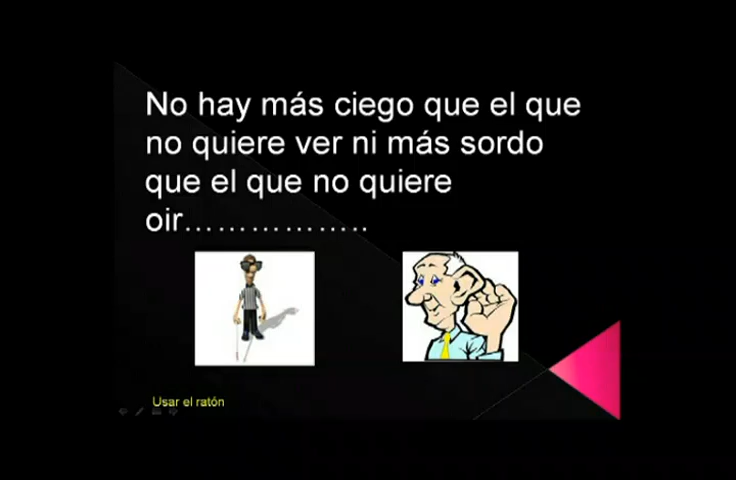 No hay más ciego que el que
no quiere ver ni más sordo
que el que no quiere
oir……………..
Usar el ratón